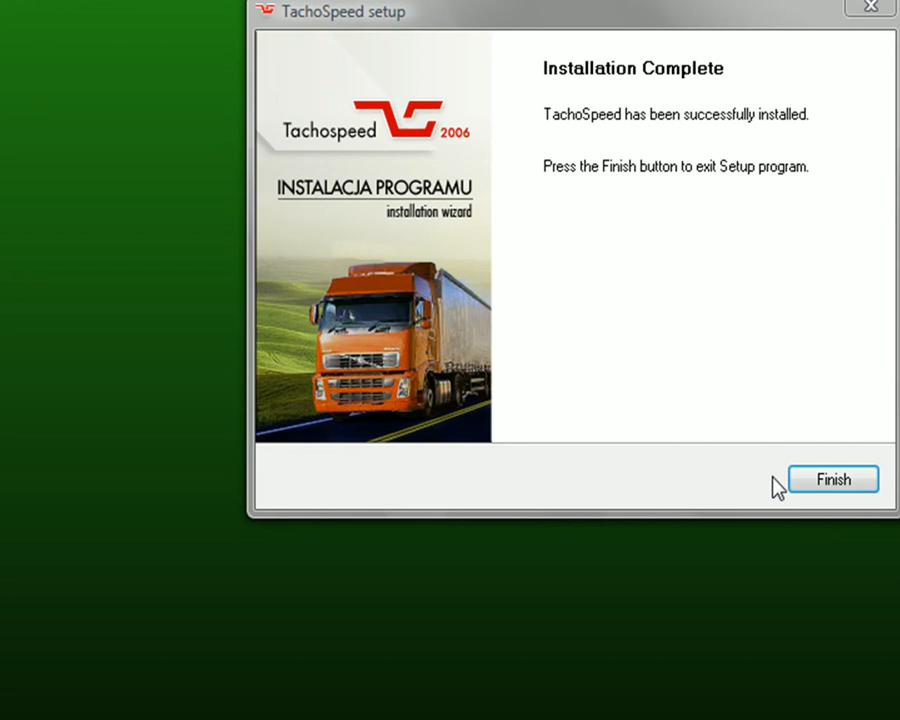 TachoSpeed setup
Tachospeed 2006
INSTALACJA PROGRAMU
installation wizard
Installation Complete
TachoSpeed has been successfully installed.
Press the Finish button to exit Setup program.
Finish